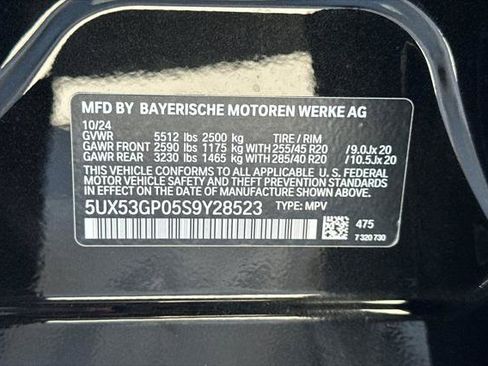 MFD BY BAYERISCHE MOTOREN WERKE AG
10/24
GVWR 5512 lbs 2500 kg TIRE / RIM
GAWR FRONT 2590 lbs 1175 kg WITH 255/45 R20 /9.0Jx 20
GAWR REAR 3230 lbs 1465 kg WITH 285/40 R20 /10.5Jx 20
THIS VEHICLE CONFORMS TO ALL APPLICABLE U. S. FEDERAL
MOTOR VEHICLE SAFETY, BUMPER, AND THEFT PREVENTION
STANDARDS IN EFFECT ON THE DATE OF MANUFACTURE SHOWN ABOVE.
5UX53GP05S9Y28523 TYPE: MPV
475
7 320 730